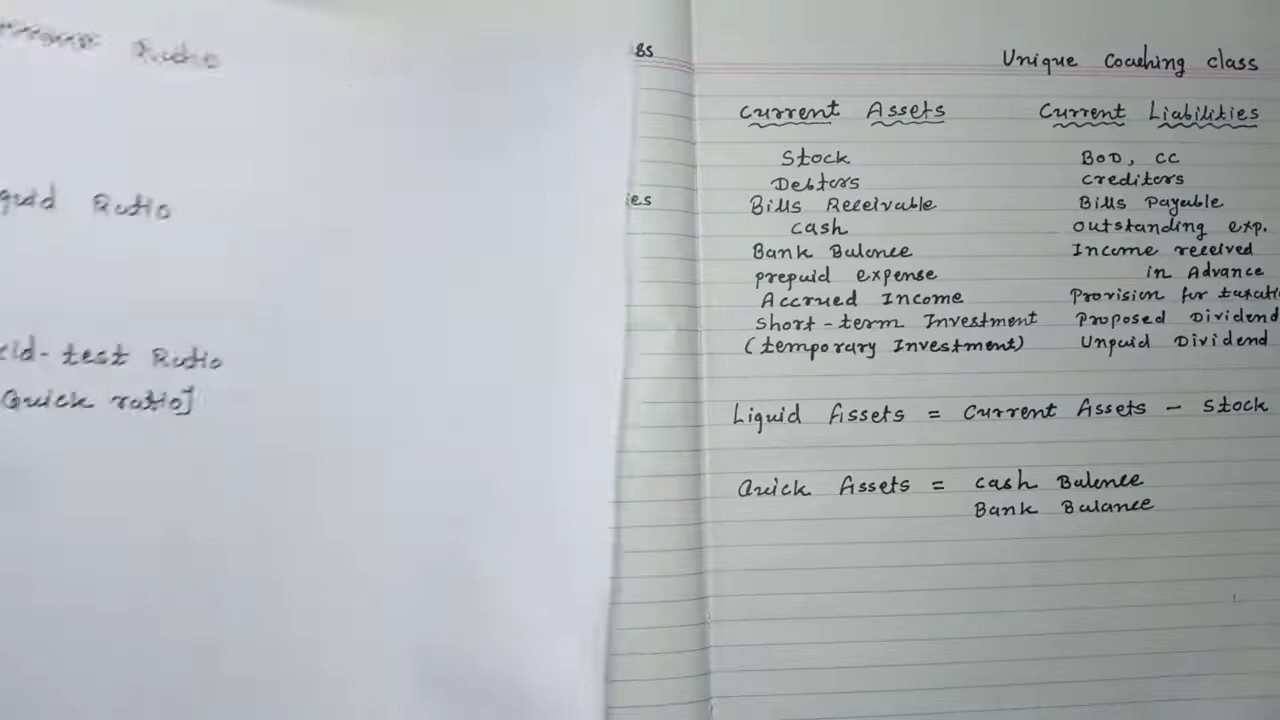 Ratio
Ratio
test Ratio
Quick ratio]
BS
ies
Unique Coaching class
Current Assets
Stock
Debtors
Bills Receivable
cash
Bank Balance
prepaid expense
Accrued Income
short-term Investment
(temporary Investment)
Current Liabilities
BOD, CC
creditors
Bills Payable
outstanding exp.
Income received
in Advance
Provision for
Proposed Dividend
Unpaid Dividend
Liquid Assets = Current Assets - Stock
Quick Assets = Cash Balance
Bank Balance